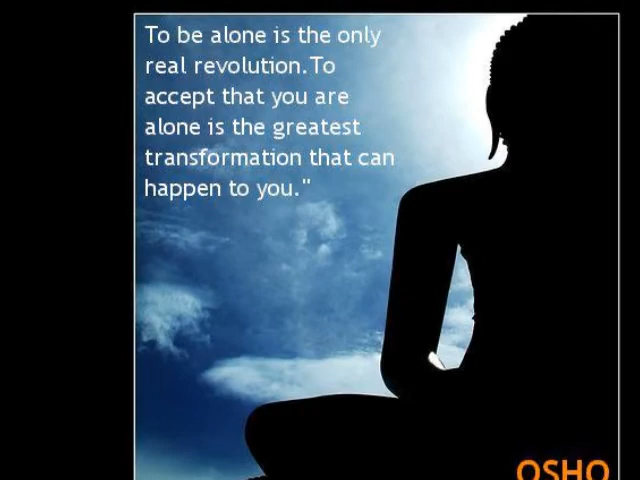 To be alone is the only
real revolution.To
accept that you are
alone is the greatest
transformation that can
happen to you."
OSHO